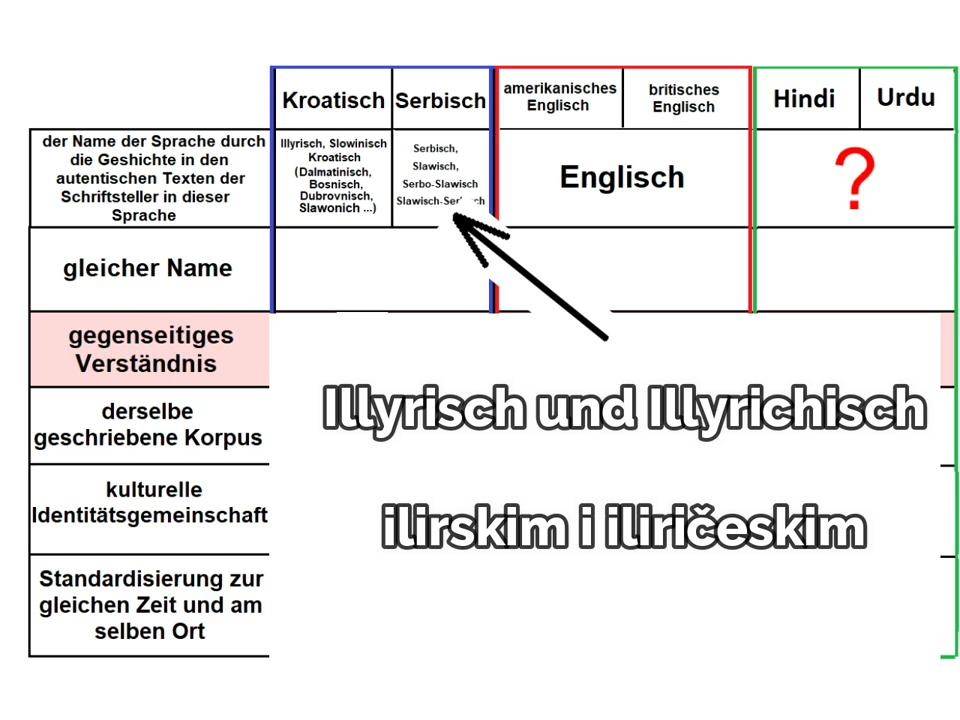 Kroatisch
Serbisch
amerikanisches
Englisch
britisches
Englisch
Hindi
Urdu
der Name der Sprache durch
die Geshichte in den
autentischen Texten der
Schriftsteller in dieser
Sprache
Illyrisch, Slowinisch
Kroatisch
(Dalmatinisch,
Bosnisch,
Dubrovnisch,
Slawonich ...)
Serbisch,
Slawisch,
Serbo-Slawisch
Slawisch-Serbisch
Englisch
?
gleicher Name
gegenseitiges
Verständnis
derselbe
geschriebene Korpus
kulturelle
Identitätsgemeinschaft
Standardisierung zur
gleichen Zeit und am
selben Ort
Illyrisch und Illyrichisch
ilirskim i iliričeskim